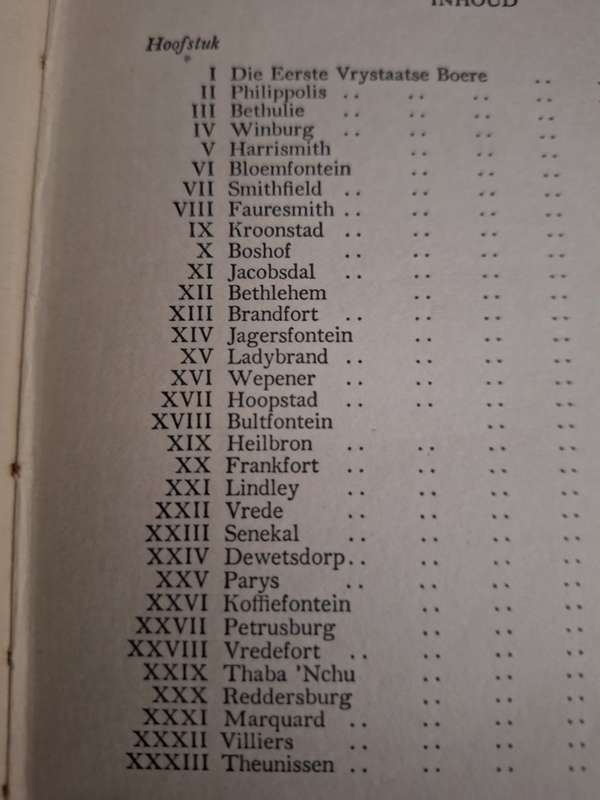 INHOUD
Hoofstuk
I Die Eerste Vrystaatse Boere .. ..
II Philippolis .. .. .. ..
III Bethulie .. .. ..
IV Winburg .. .. .. ..
V Harrismith .. .. ..
VI Bloemfontein .. .. ..
VII Smithfield .. .. .. ..
VIII Fauresmith .. .. .. ..
IX Kroonstad .. .. .. ..
X Boshof .. .. .. ..
XI Jacobsdal .. .. .. ..
XII Bethlehem .. .. ..
XIII Brandfort .. .. .. ..
XIV Jagersfontein .. .. ..
XV Ladybrand .. .. .. ..
XVI Wepener .. .. .. ..
XVII Hoopstad .. .. .. ..
XVIII Bultfontein .. ..
XIX Heilbron .. .. .. ..
XX Frankfort .. .. .. ..
XXI Lindley .. .. .. ..
XXII Vrede .. .. .. ..
XXIII Senekal .. .. .. ..
XXIV Dewetsdorp .. .. .. ..
XXV Parys .. .. .. ..
XXVI Koffiefontein .. .. ..
XXVII Petrusburg .. .. ..
XXVIII Vredefort .. .. .. ..
XXIX Thaba 'Nchu .. .. ..
XXX Reddersburg .. .. ..
XXXI Marquard .. .. .. ..
XXXII Villiers .. .. .. ..
XXXIII Theunissen .. .. .. ..